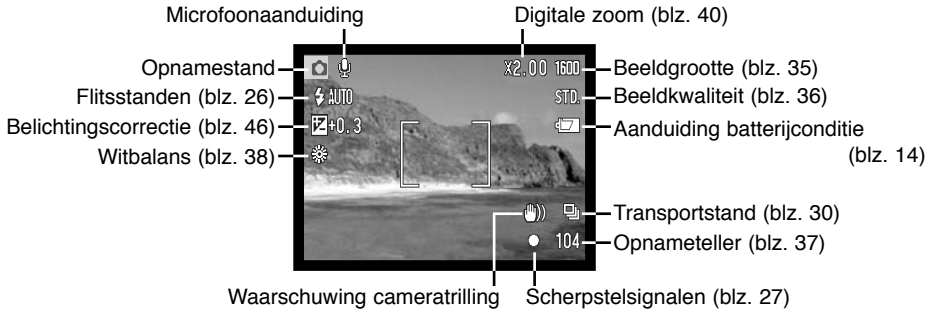 Microfoonaanduiding
Digitale zoom (blz. 40)
Opnamestand
X2.00 1600
Beeldgrootte (blz. 35)
Flitsstanden (blz. 26)
AUTO
STD.
Beeldkwaliteit (blz. 36)
Belichtingscorrectie (blz. 46)
+0.3
Aanduiding batterijconditie
(blz. 14)
Witbalans (blz. 38)
Transportstand (blz. 30)
104
Opnameteller (blz. 37)
Waarschuwing cameratrilling
Scherpstelsignalen (blz. 27)